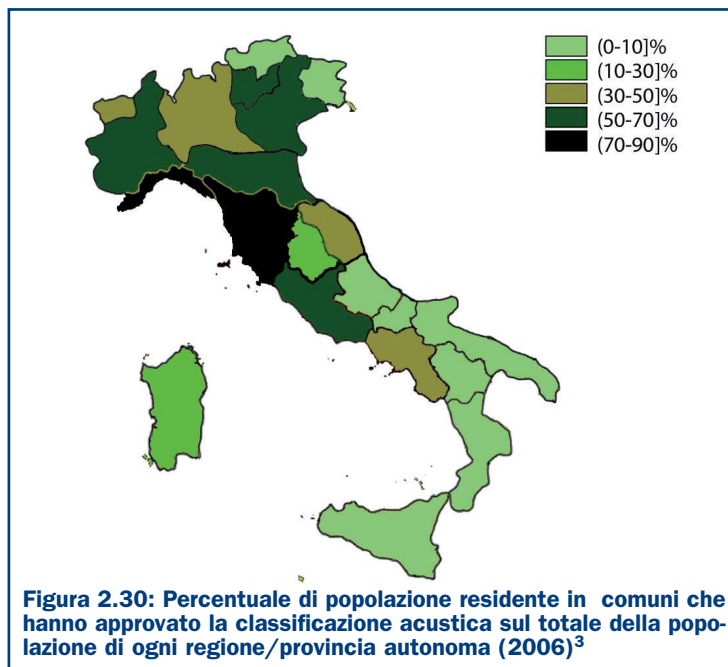 (0-10]%
(10-30]%
(30-50]%
(50-70]%
(70-90]%
Figura 2.30: Percentuale di popolazione residente in comuni che
hanno approvato la classificazione acustica sul totale della popo-
lazione di ogni regione/provincia autonoma (2006)3